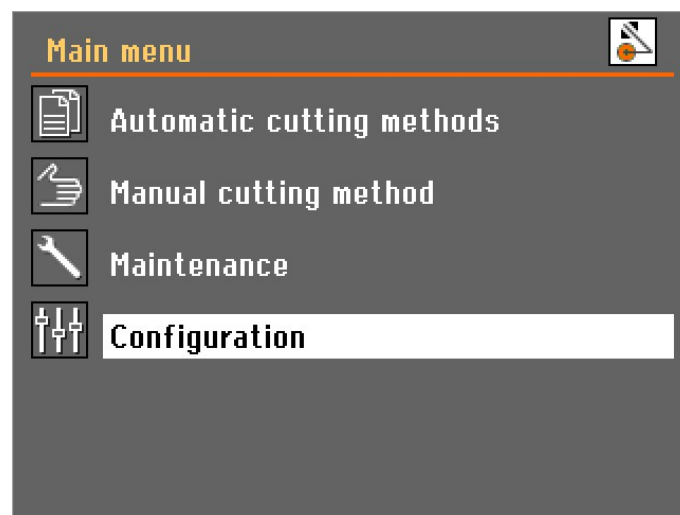 Main menu
Automatic cutting methods
Manual cutting method
Maintenance
Configuration